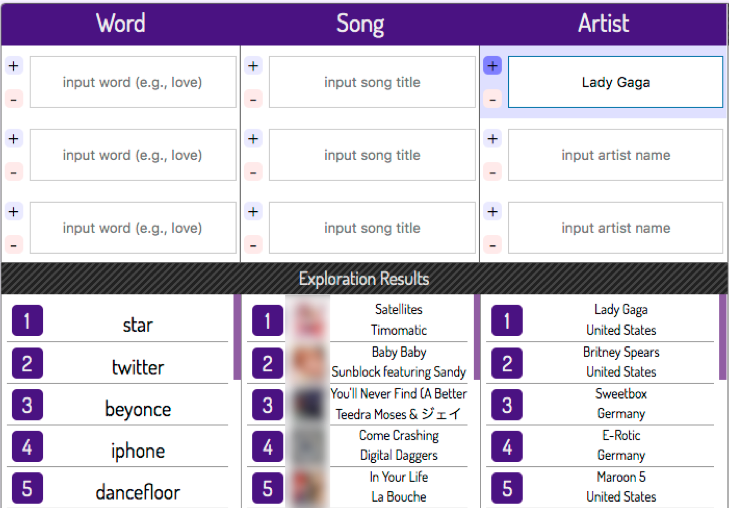 Word Song Artist
+ input word (e.g., love) + input song title + Lady Gaga
- - -
+ input word (e.g., love) + input song title + input artist name
- - -
+ input word (e.g., love) + input song title + input artist name
- - -
Exploration Results
1 star
2 twitter
3 beyonce
4 iphone
5 dancefloor
1 Satellites
Timomatic
2 Baby Baby
Sunblock featuring Sandy
3 You'll Never Find (A Better
Teedra Moses & ジェイ
4 Come Crashing
Digital Daggers
5 In Your Life
La Bouche
1 Lady Gaga
United States
2 Britney Spears
United States
3 Sweetbox
Germany
4 E-Rotic
Germany
5 Maroon 5
United States